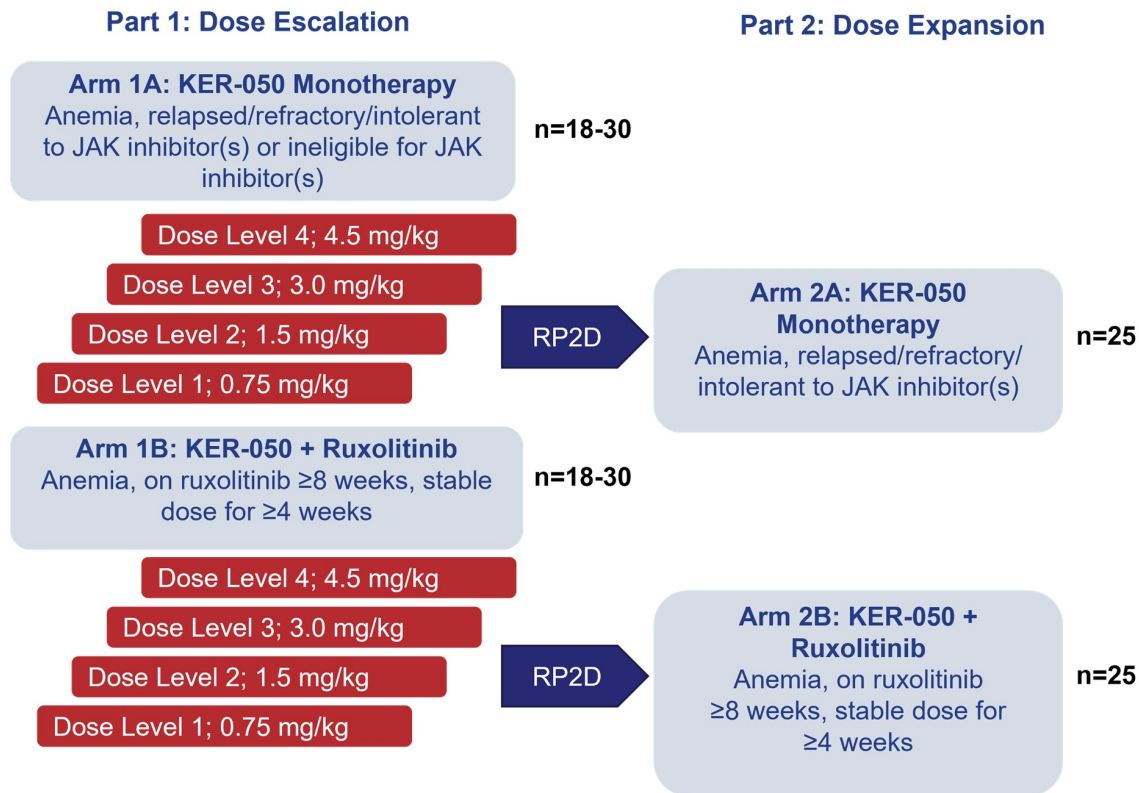 Part 1: Dose Escalation
Part 2: Dose Expansion
Arm 1A: KER-050 Monotherapy
Anemia, relapsed/refractory/intolerant
to JAK inhibitor(s) or ineligible for JAK
inhibitor(s)
n=18-30
Dose Level 4; 4.5 mg/kg
Dose Level 3; 3.0 mg/kg
Dose Level 2; 1.5 mg/kg
Dose Level 1; 0.75 mg/kg
RP2D
Arm 2A: KER-050
Monotherapy
Anemia, relapsed/refractory/
intolerant to JAK inhibitor(s)
n=25
Arm 1B: KER-050 + Ruxolitinib
Anemia, on ruxolitinib ≥8 weeks, stable
dose for ≥4 weeks
n=18-30
Dose Level 4; 4.5 mg/kg
Dose Level 3; 3.0 mg/kg
Dose Level 2; 1.5 mg/kg
Dose Level 1; 0.75 mg/kg
RP2D
Arm 2B: KER-050 +
Ruxolitinib
Anemia, on ruxolitinib
≥8 weeks, stable dose for
≥4 weeks
n=25